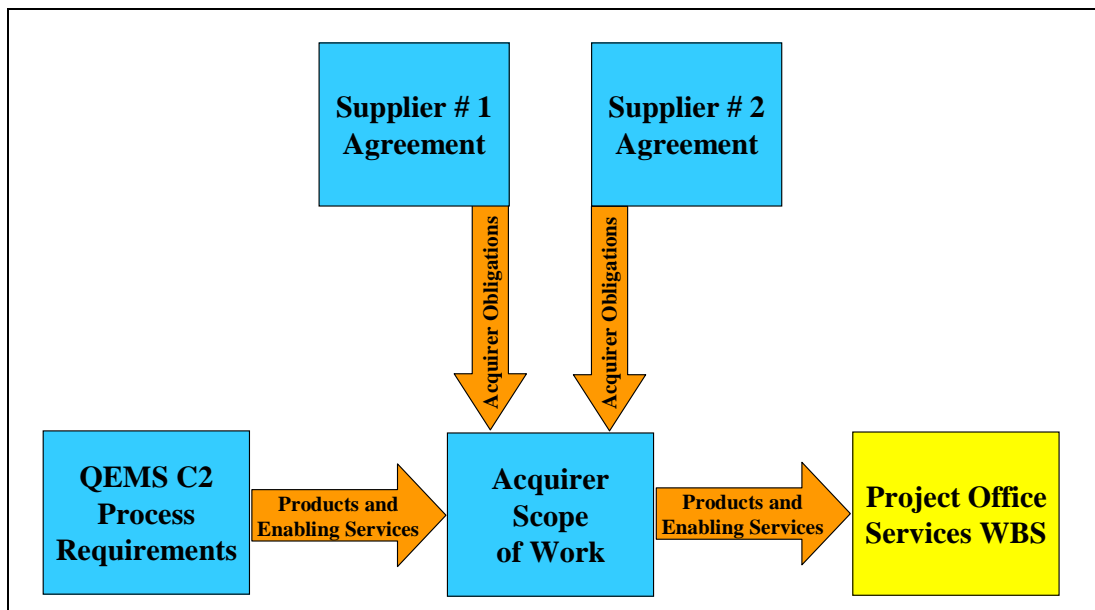 Supplier # 1
Agreement
Supplier # 2
Agreement
Acquirer Obligations
Acquirer Obligations
QEMS C2
Process
Requirements
Products and
Enabling Services
Acquirer
Scope
of Work
Products and
Enabling Services
Project Office
Services WBS